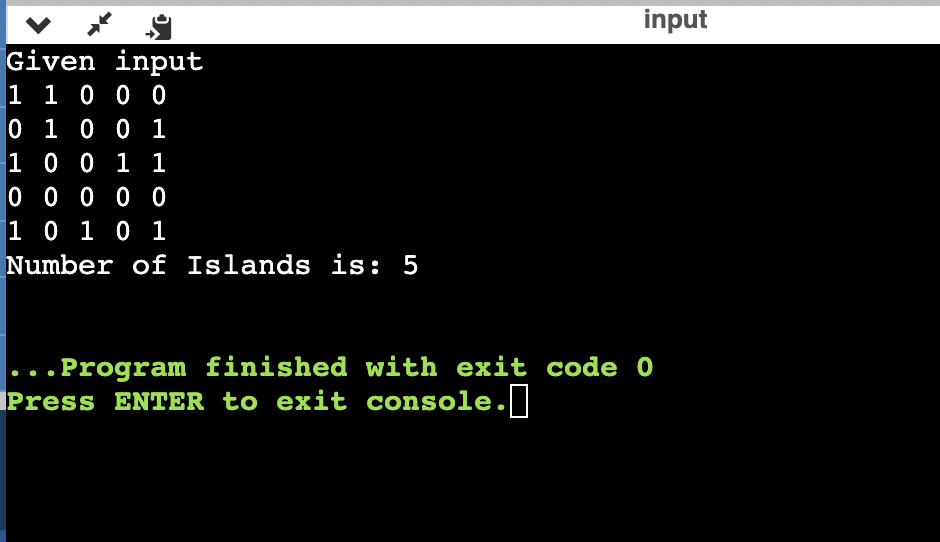 input
Given input
1 1 0 0 0
0 1 0 0 1
1 0 0 1 1
0 0 0 0 0
1 0 1 0 1
Number of Islands is: 5
...Program finished with exit code 0
Press ENTER to exit console.